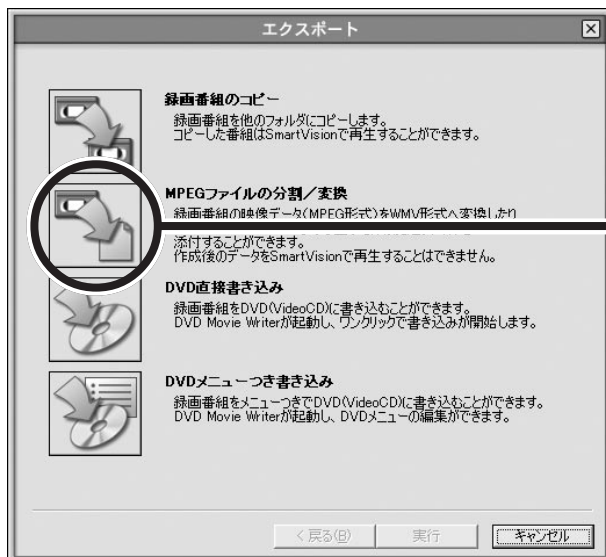 エクスポート
録画番組のコピー
録画番組を他のフォルダにコピーします。
コピーした番組はSmartVisionで再生することができます。
MPEGファイルの分割／変換
録画番組の映像データ(MPEG形式)をWMV形式へ変換したり
添付することができます。
作成後のデータをSmartVisionで再生することはできません。
DVD直接書き込み
録画番組をDVD(VideoCD)に書き込むことができます。
DVD Movie Writerが起動し、ワンクリックで書き込みが開始します。
DVDメニューつき書き込み
録画番組をメニューつきでDVD(VideoCD)に書き込むことができます。
DVD Movie Writerが起動し、DVDメニューの編集ができます。
< 戻る(B)
実行
キャンセル